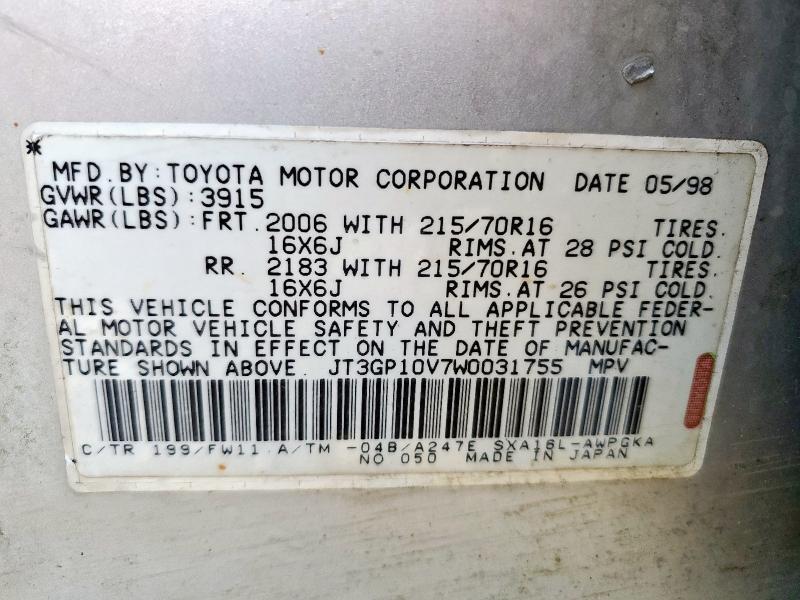 MFD.BY:TOYOTA MOTOR CORPORATION DATE 05/98
GVWR(LBS):3915
GAWR(LBS):FRT.2006 WITH 215/70R16 TIRES.
16X6J RIMS.AT 28 PSI COLD.
RR. 2183 WITH 215/70R16 TIRES.
16X6J RIMS.AT 26 PSI COLD.
THIS VEHICLE CONFORMS TO ALL APPLICABLE FEDER-
AL MOTOR VEHICLE SAFETY AND THEFT PREVENTION
STANDARDS IN EFFECT ON THE DATE OF MANUFAC-
TURE SHOWN ABOVE. JT3GP10V7W0031755 MPV
C/TR 199/FW11 A/TM -04B/A247E SXA16L-AWPGKA
NO 050 MADE IN JAPAN